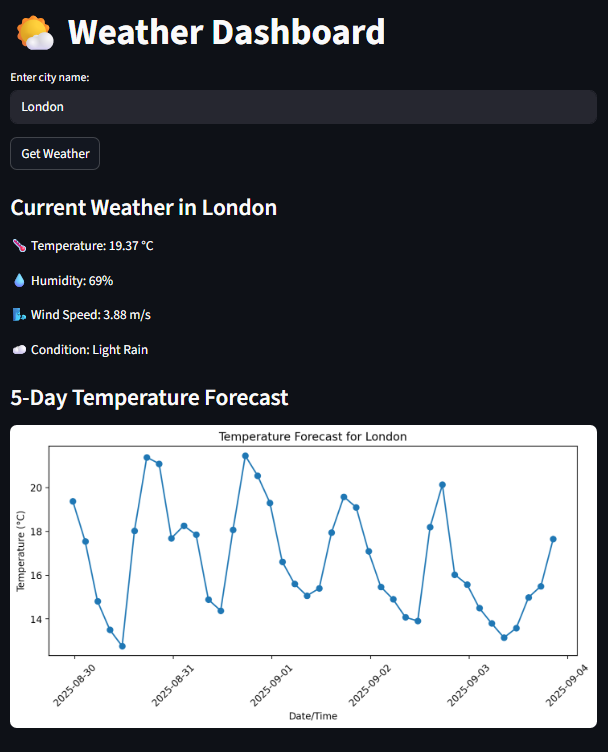 Weather Dashboard
Enter city name:
London
Get Weather
Current Weather in London
Temperature: 19.37 °C
Humidity: 69%
Wind Speed: 3.88 m/s
Condition: Light Rain
5-Day Temperature Forecast
Temperature Forecast for London
Temperature (°C)
20
18
16
14
2025-08-30
2025-08-31
2025-09-01
2025-09-02
2025-09-03
2025-09-04
Date/Time